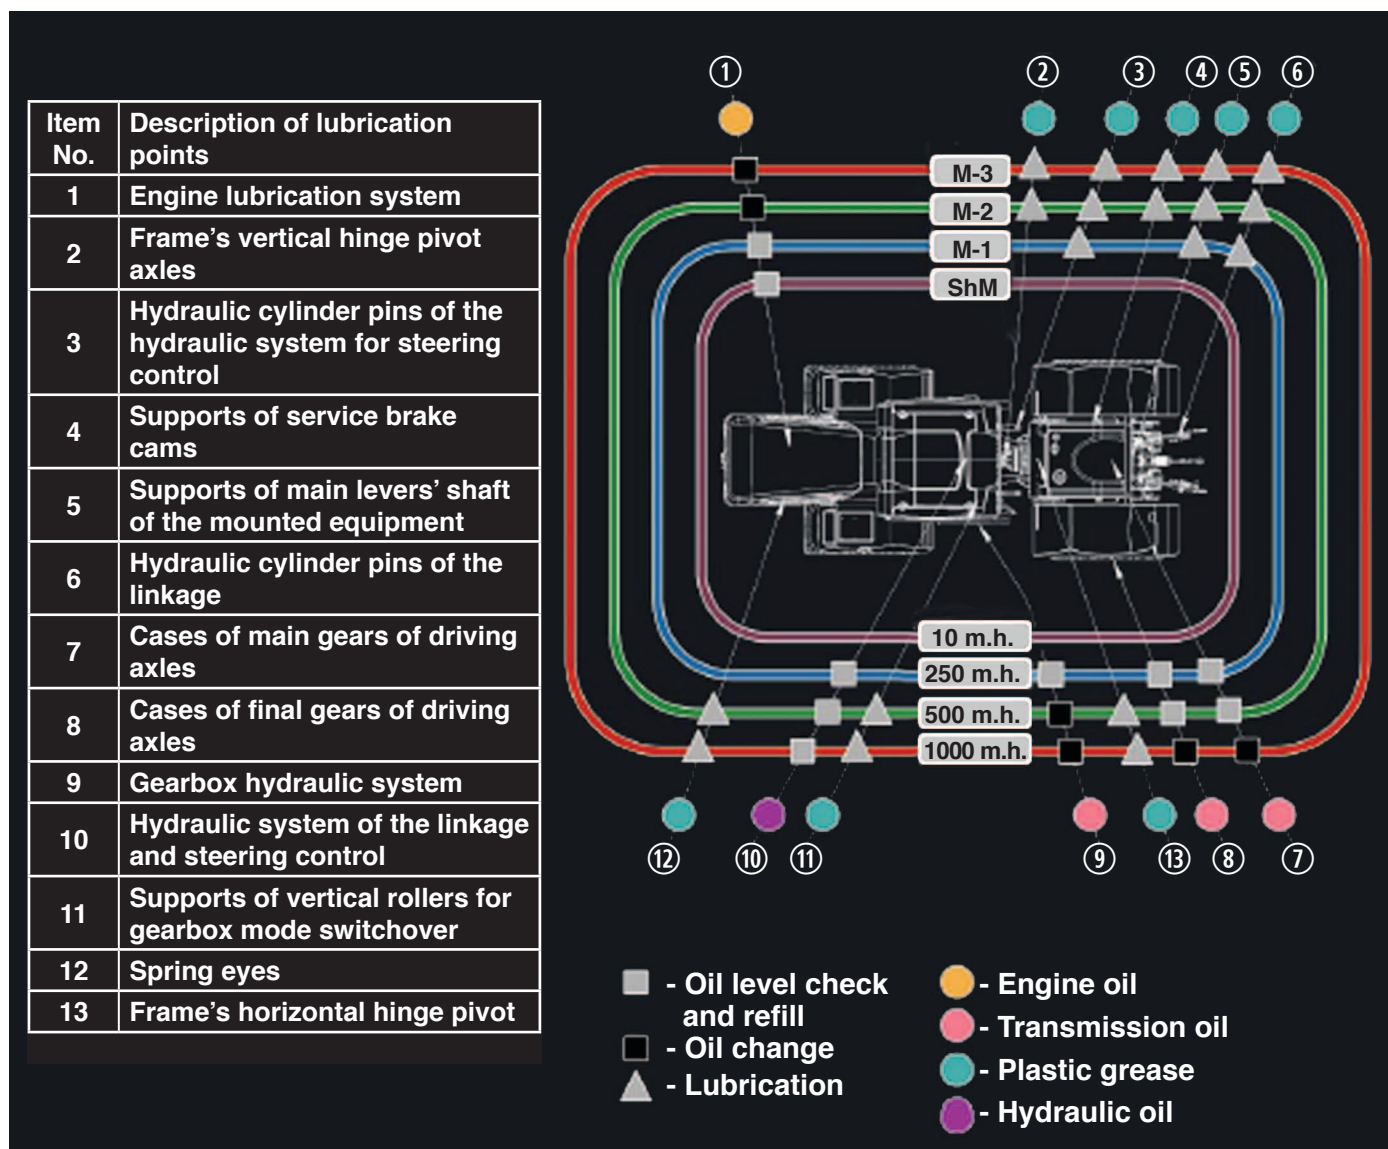 ①
②
③
④
⑤
⑥
Item
No.
Description of lubrication
points
1
Engine lubrication system
2
Frame’s vertical hinge pivot
axles
3
Hydraulic cylinder pins of the
hydraulic system for steering
control
4
Supports of service brake
cams
5
Supports of main levers’ shaft
of the mounted equipment
6
Hydraulic cylinder pins of the
linkage
7
Cases of main gears of driving
axles
8
Cases of final gears of driving
axles
9
Gearbox hydraulic system
10
Hydraulic system of the linkage
and steering control
11
Supports of vertical rollers for
gearbox mode switchover
12
Spring eyes
13
Frame’s horizontal hinge pivot
M-3
M-2
M-1
ShM
10 m.h.
250 m.h.
500 m.h.
1000 m.h.
⑫
⑩
⑪
⑨
⑬
⑧
⑦
- Oil level check
and refill
- Oil change
- Lubrication
- Engine oil
- Transmission oil
- Plastic grease
- Hydraulic oil